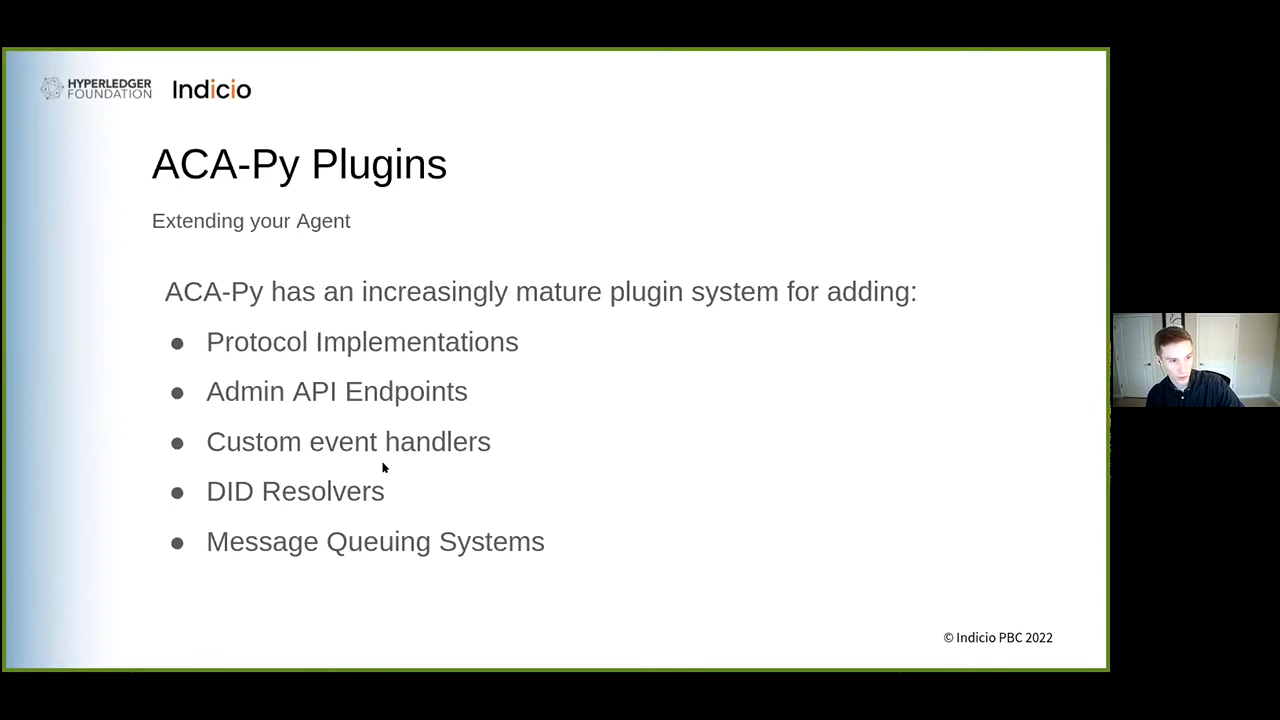 HYPERLEDGER
FOUNDATION
Indicio
ACA-Py Plugins
Extending your Agent
ACA-Py has an increasingly mature plugin system for adding:
● Protocol Implementations
● Admin API Endpoints
● Custom event handlers
● DID Resolvers
● Message Queuing Systems
© Indicio PBC 2022